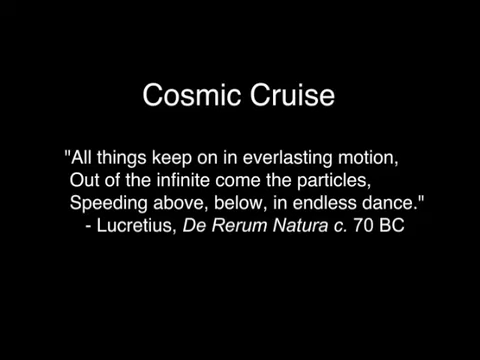 Cosmic Cruise
"All things keep on in everlasting motion,
Out of the infinite come the particles,
Speeding above, below, in endless dance."
- Lucretius, De Rerum Natura c. 70 BC